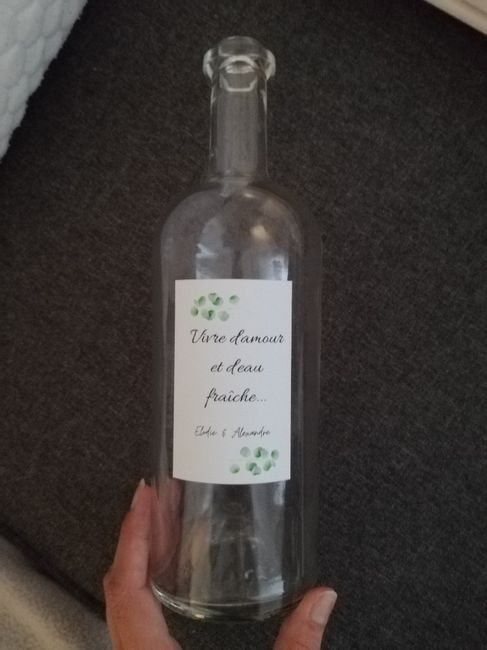 Vivre d'amour
et d'eau
fraîche...
Elodie & Alexandre